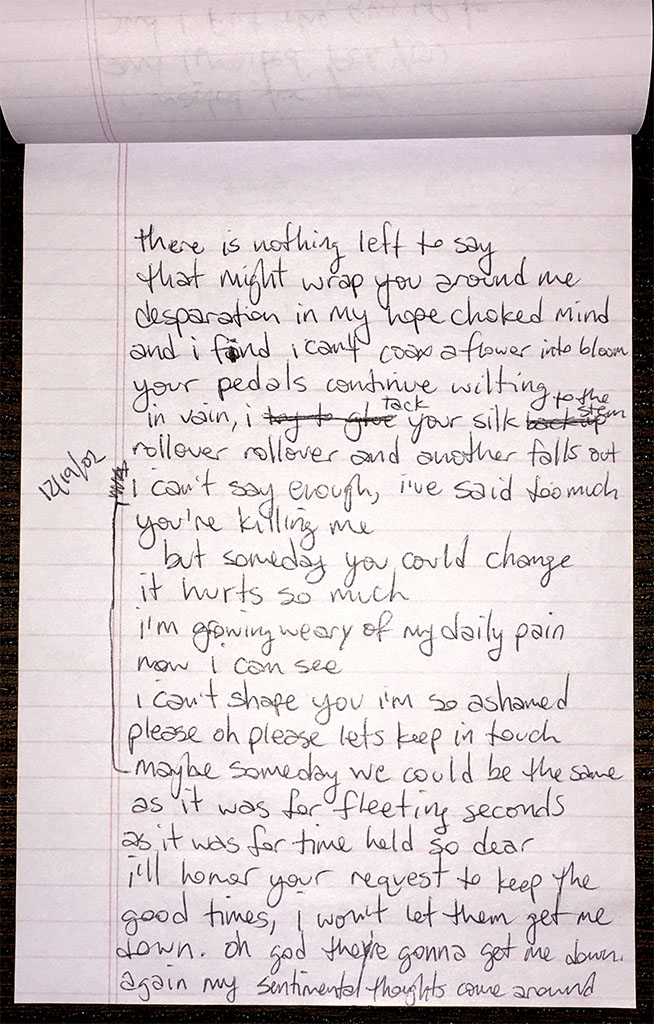 there is nothing left to say
that might wrap you around me
desparation in my hope choked mind
and i find i can't coax a flower into bloom
your pedals continue wilting
in vain, i try to glue tack your silk back up to the stem
rollover rollover and another falls out
12/19/02
i can't say enough, i've said too much
you're killing me
but someday you could change
it hurts so much
i'm growing weary of my daily pain
now i can see
i can't shape you i'm so ashamed
please oh please lets keep in touch
maybe someday we could be the same
as it was for fleeting seconds
as it was for time held so dear
i'll honor your request to keep the
good times, i won't let them get me
down. oh god they're gonna get me down.
again my sentimental thoughts come around